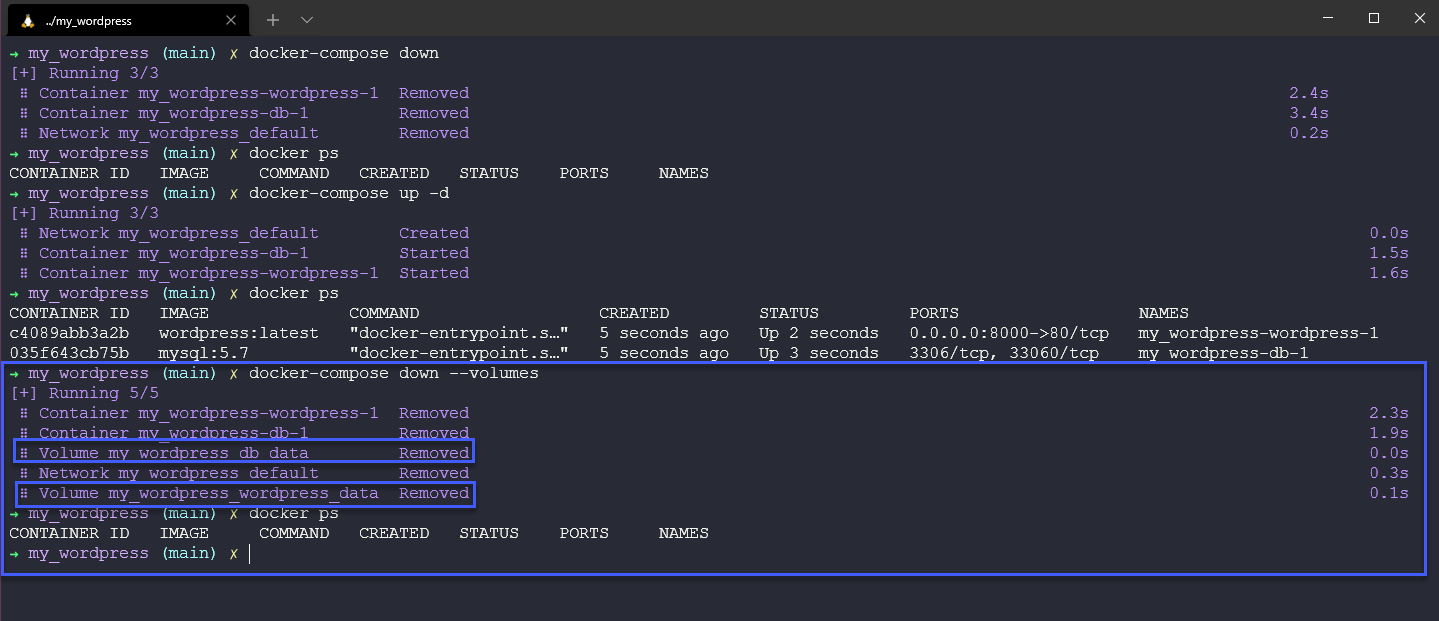 ../my_wordpress
→ my_wordpress (main) ✗ docker-compose down
[+] Running 3/3
⠿ Container my_wordpress-wordpress-1 Removed 2.4s
⠿ Container my_wordpress-db-1 Removed 3.4s
⠿ Network my_wordpress_default Removed 0.2s
→ my_wordpress (main) ✗ docker ps
CONTAINER ID IMAGE COMMAND CREATED STATUS PORTS NAMES
→ my_wordpress (main) ✗ docker-compose up -d
[+] Running 3/3
⠿ Network my_wordpress_default Created 0.0s
⠿ Container my_wordpress-db-1 Started 1.5s
⠿ Container my_wordpress-wordpress-1 Started 1.6s
→ my_wordpress (main) ✗ docker ps
CONTAINER ID IMAGE COMMAND CREATED STATUS PORTS NAMES
c4089abb3a2b wordpress:latest "docker-entrypoint.s…" 5 seconds ago Up 2 seconds 0.0.0.0:8000->80/tcp my_wordpress-wordpress-1
035f643cb75b mysql:5.7 "docker-entrypoint.s…" 5 seconds ago Up 3 seconds 3306/tcp, 33060/tcp my_wordpress-db-1
→ my_wordpress (main) ✗ docker-compose down --volumes
[+] Running 5/5
⠿ Container my_wordpress-wordpress-1 Removed 2.3s
⠿ Container my_wordpress-db-1 Removed 1.9s
⠿ Volume my_wordpress_db_data Removed 0.0s
⠿ Network my_wordpress_default Removed 0.3s
⠿ Volume my_wordpress_wordpress_data Removed 0.1s
→ my_wordpress (main) ✗ docker ps
CONTAINER ID IMAGE COMMAND CREATED STATUS PORTS NAMES
→ my_wordpress (main) ✗